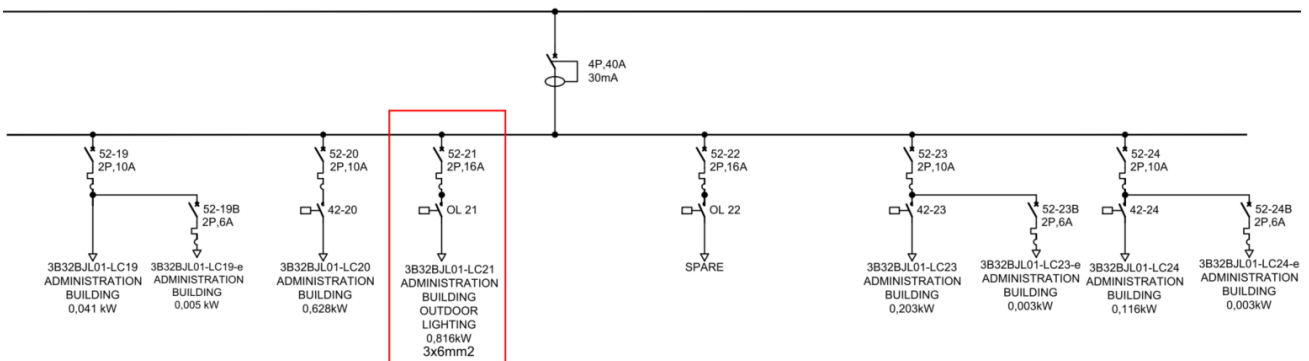 4P,40A
30mA
52-19
2P,10A
52-19B
2P,6A
3B32BJL01-LC19
ADMINISTRATION
BUILDING
0,041 kW
3B32BJL01-LC19-e
ADMINISTRATION
BUILDING
0,005 kW
52-20
2P,10A
42-20
3B32BJL01-LC20
ADMINISTRATION
BUILDING
0,628kW
52-21
2P,16A
OL 21
3B32BJL01-LC21
ADMINISTRATION
BUILDING
OUTDOOR
LIGHTING
0,816kW
3x6mm2
52-22
2P,16A
OL 22
SPARE
52-23
2P,10A
42-23
52-23B
2P,6A
3B32BJL01-LC23
ADMINISTRATION
BUILDING
0,203kW
3B32BJL01-LC23-e
ADMINISTRATION
BUILDING
0,003kW
52-24
2P,10A
42-24
52-24B
2P,6A
3B32BJL01-LC24
ADMINISTRATION
BUILDING
0,116kW
3B32BJL01-LC24-e
ADMINISTRATION
BUILDING
0,003kW